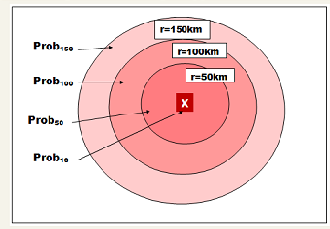 r=150km
Prob₁₅₀
r=100km
r=50km
Prob₁₀₀
X
Prob₅₀
Prob₁₀